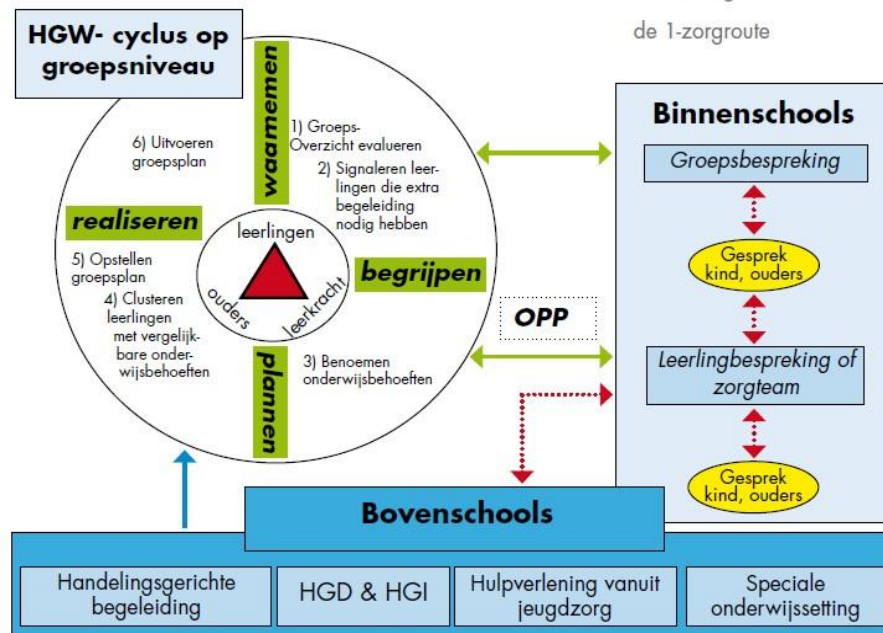 de 1-zorgroute
HGW- cyclus op
groepsniveau
waarnemen
1) Groeps-
Overzicht evalueren
2) Signaleren leer-
lingen die extra
begeleiding
nodig hebben
begrijpen
3) Benoemen
onderwijsbehoeften
plannen
4) Clusteren
leerlingen
met vergelijk-
bare onder-
wijsbehoeften
5) Opstellen
groepsplan
realiseren
6) Uitvoeren
groepsplan
leerlingen
ouders
leerkracht
OPP
Binnenschools
Groepsbespreking
Gesprek
kind, ouders
Leerlingbespreking of
zorgteam
Gesprek
kind, ouders
Bovenschools
Handelingsgerichte
begeleiding
HGD & HGI
Hulpverlening vanuit
jeugdzorg
Speciale
onderwijssetting